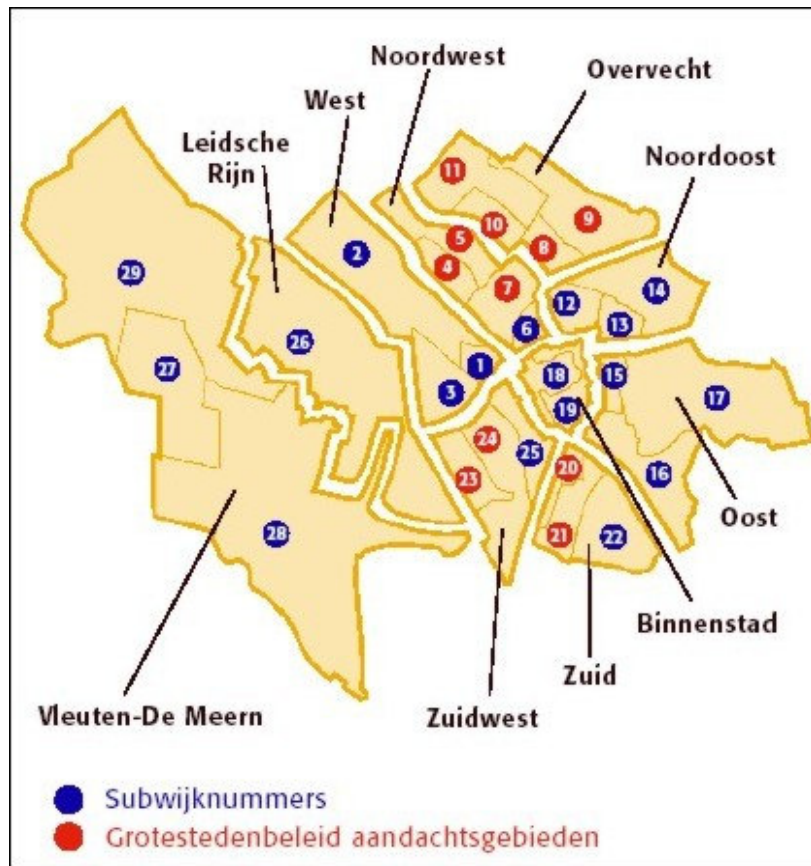 Noordwest
Overvecht
West
Leidsche
Rijn
Noordoost
11
9
10
5
8
2
4
29
14
7
12
13
6
26
1
15
27
18
17
3
19
24
25
20
16
23
Oost
28
21
22
Binnenstad
Zuid
Vleuten-De Meern
Zuidwest
Subwijknummers
Grotestedenbeleid aandachtsgebieden